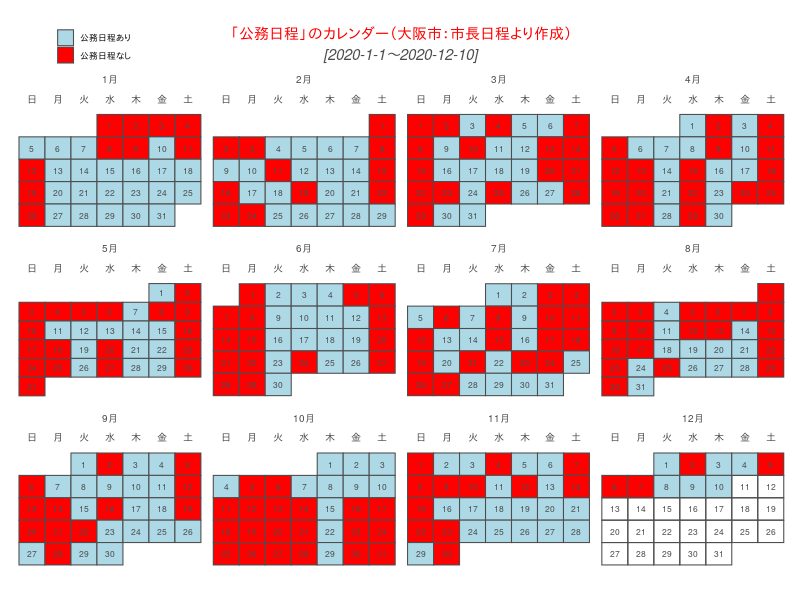 公務日程あり
公務日程なし
「公務日程」のカレンダー（大阪市：市長日程より作成）
[2020-1-1～2020-12-10]
1月
日 月 火 水 木 金 土
1 2 3 4
5 6 7 8 9 10 11
12 13 14 15 16 17 18
19 20 21 22 23 24 25
26 27 28 29 30 31
2月
日 月 火 水 木 金 土
1
2 3 4 5 6 7 8
9 10 11 12 13 14 15
16 17 18 19 20 21 22
23 24 25 26 27 28 29
3月
日 月 火 水 木 金 土
1 2 3 4 5 6 7
8 9 10 11 12 13 14
15 16 17 18 19 20 21
22 23 24 25 26 27 28
29 30 31
4月
日 月 火 水 木 金 土
1 2 3 4
5 6 7 8 9 10 11
12 13 14 15 16 17 18
19 20 21 22 23 24 25
26 27 28 29 30
5月
日 月 火 水 木 金 土
1 2
3 4 5 6 7 8 9
10 11 12 13 14 15 16
17 18 19 20 21 22 23
24 25 26 27 28 29 30
31
6月
日 月 火 水 木 金 土
1 2 3 4 5 6
7 8 9 10 11 12 13
14 15 16 17 18 19 20
21 22 23 24 25 26 27
28 29 30
7月
日 月 火 水 木 金 土
1 2 3 4
5 6 7 8 9 10 11
12 13 14 15 16 17 18
19 20 21 22 23 24 25
26 27 28 29 30 31
8月
日 月 火 水 木 金 土
1
2 3 4 5 6 7 8
9 10 11 12 13 14 15
16 17 18 19 20 21 22
23 24 25 26 27 28 29
30 31
9月
日 月 火 水 木 金 土
1 2 3 4 5
6 7 8 9 10 11 12
13 14 15 16 17 18 19
20 21 22 23 24 25 26
27 28 29 30
10月
日 月 火 水 木 金 土
1 2 3
4 5 6 7 8 9 10
11 12 13 14 15 16 17
18 19 20 21 22 23 24
25 26 27 28 29 30 31
11月
日 月 火 水 木 金 土
1 2 3 4 5 6 7
8 9 10 11 12 13 14
15 16 17 18 19 20 21
22 23 24 25 26 27 28
29 30
12月
日 月 火 水 木 金 土
1 2 3 4 5
6 7 8 9 10 11 12
13 14 15 16 17 18 19
20 21 22 23 24 25 26
27 28 29 30 31